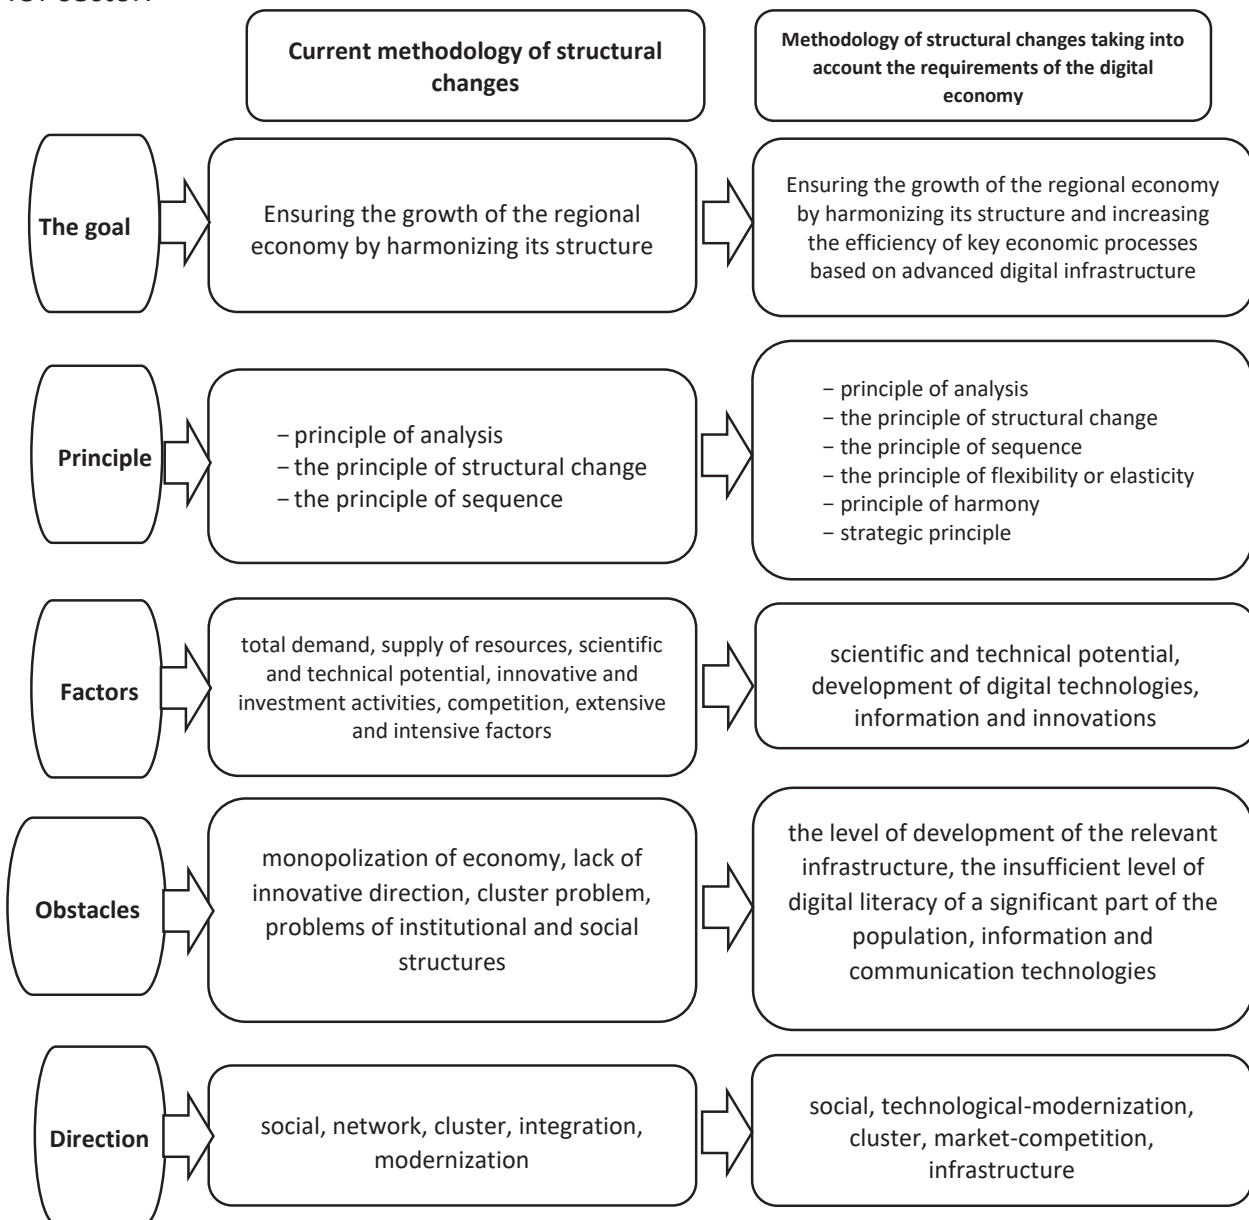 Current methodology of structural
changes
Methodology of structural changes taking into
account the requirements of the digital
economy
The goal
Ensuring the growth of the regional
economy by harmonizing its structure
Ensuring the growth of the regional economy
by harmonizing its structure and increasing
the efficiency of key economic processes
based on advanced digital infrastructure
Principle
– principle of analysis
– the principle of structural change
– the principle of sequence
– principle of analysis
– the principle of structural change
– the principle of sequence
– the principle of flexibility or elasticity
– principle of harmony
– strategic principle
Factors
total demand, supply of resources, scientific
and technical potential, innovative and
investment activities, competition, extensive
and intensive factors
scientific and technical potential,
development of digital technologies,
information and innovations
Obstacles
monopolization of economy, lack of
innovative direction, cluster problem,
problems of institutional and social
structures
the level of development of the relevant
infrastructure, the insufficient level of
digital literacy of a significant part of the
population, information and
communication technologies
Direction
social, network, cluster, integration,
modernization
social, technological-modernization,
cluster, market-competition,
infrastructure